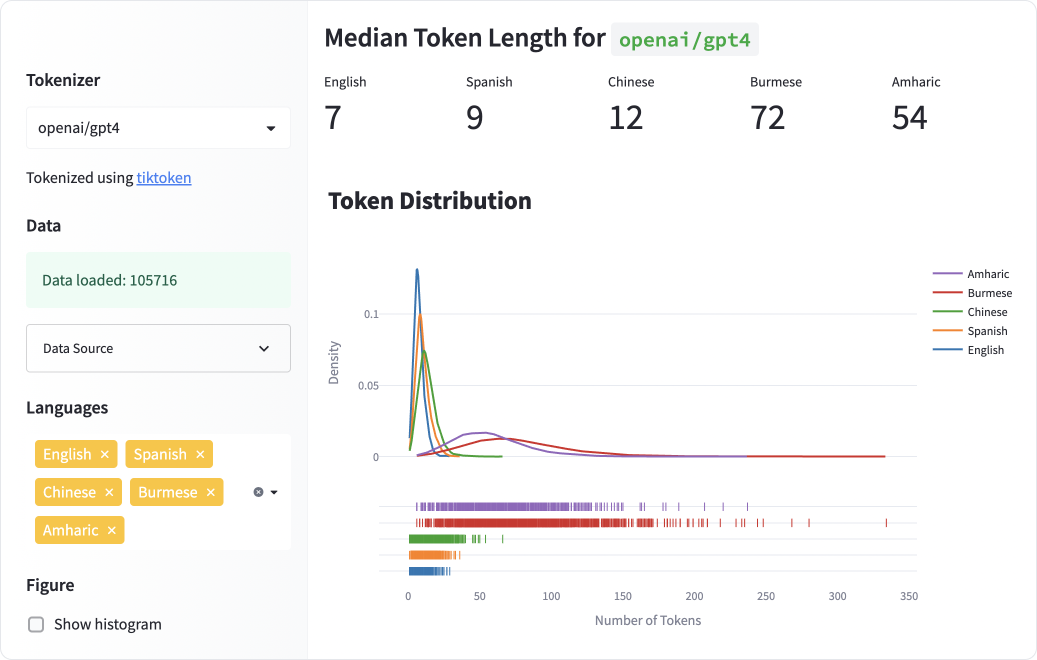 Tokenizer
openai/gpt4
Tokenized using tiktoken
Data
Data loaded: 105716
Data Source
Languages
English ×
Spanish ×
Chinese ×
Burmese ×
Amharic ×
Figure
Show histogram
Median Token Length for openai/gpt4
English
Spanish
Chinese
Burmese
Amharic
7
9
12
72
54
Token Distribution
Density
0.1
0.05
0
Amharic
Burmese
Chinese
Spanish
English
0
50
100
150
200
250
300
350
Number of Tokens